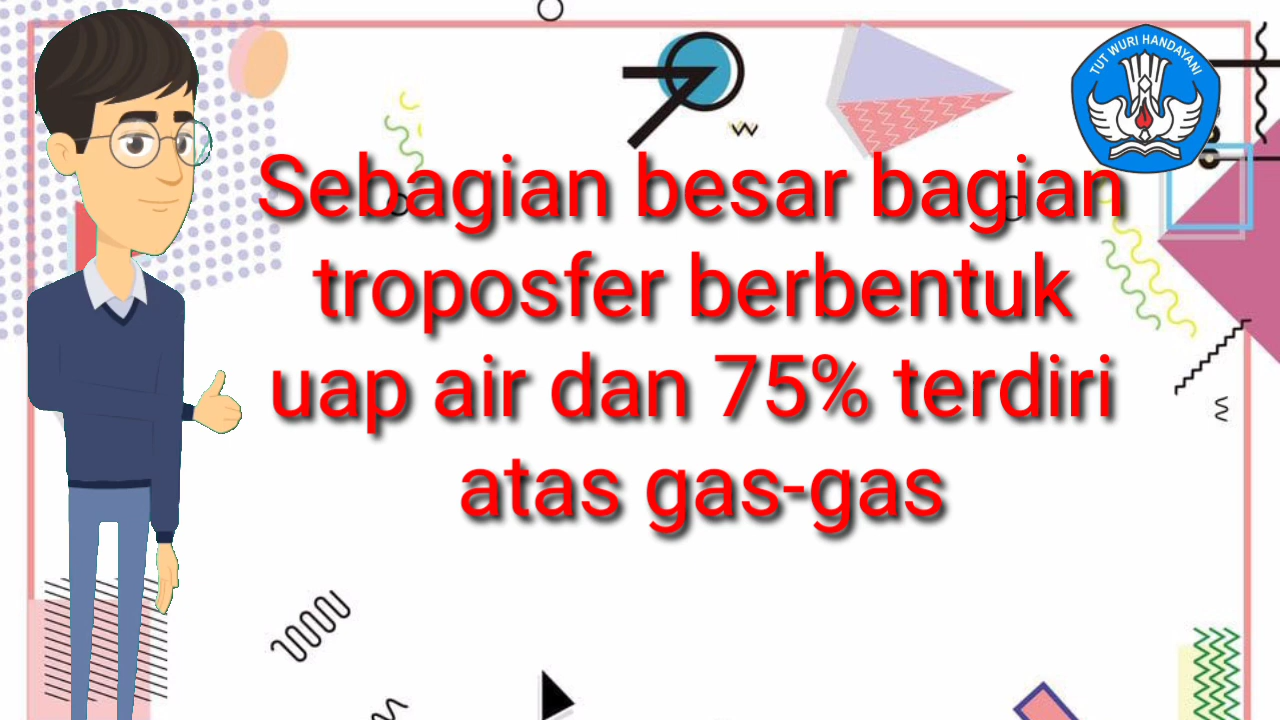 TUT WURI HANDAYANI
Sebagian besar bagian
troposfer berbentuk
uap air dan 75% terdiri
atas gas-gas